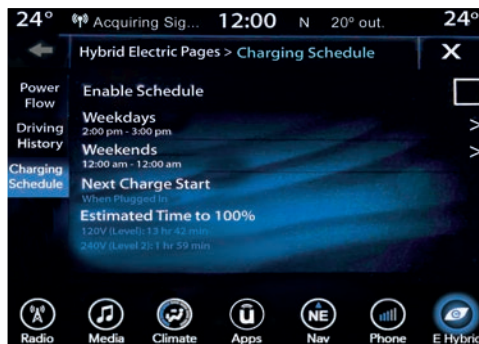 24° Acquiring Sig... 12:00 N 20° out. 24°
Hybrid Electric Pages > Charging Schedule X
Power
Flow
Driving
History
Charging
Schedule
Enable Schedule
Weekdays
2:00 pm - 3:00 pm
Weekends
12:00 am - 12:00 am
Next Charge Start
When Plugged In
Estimated Time to 100%
120V (Level): 13 hr 42 min
240V (Level 2): 1 hr 59 min
Radio Media Climate Apps NE Nav Phone E Hybrid